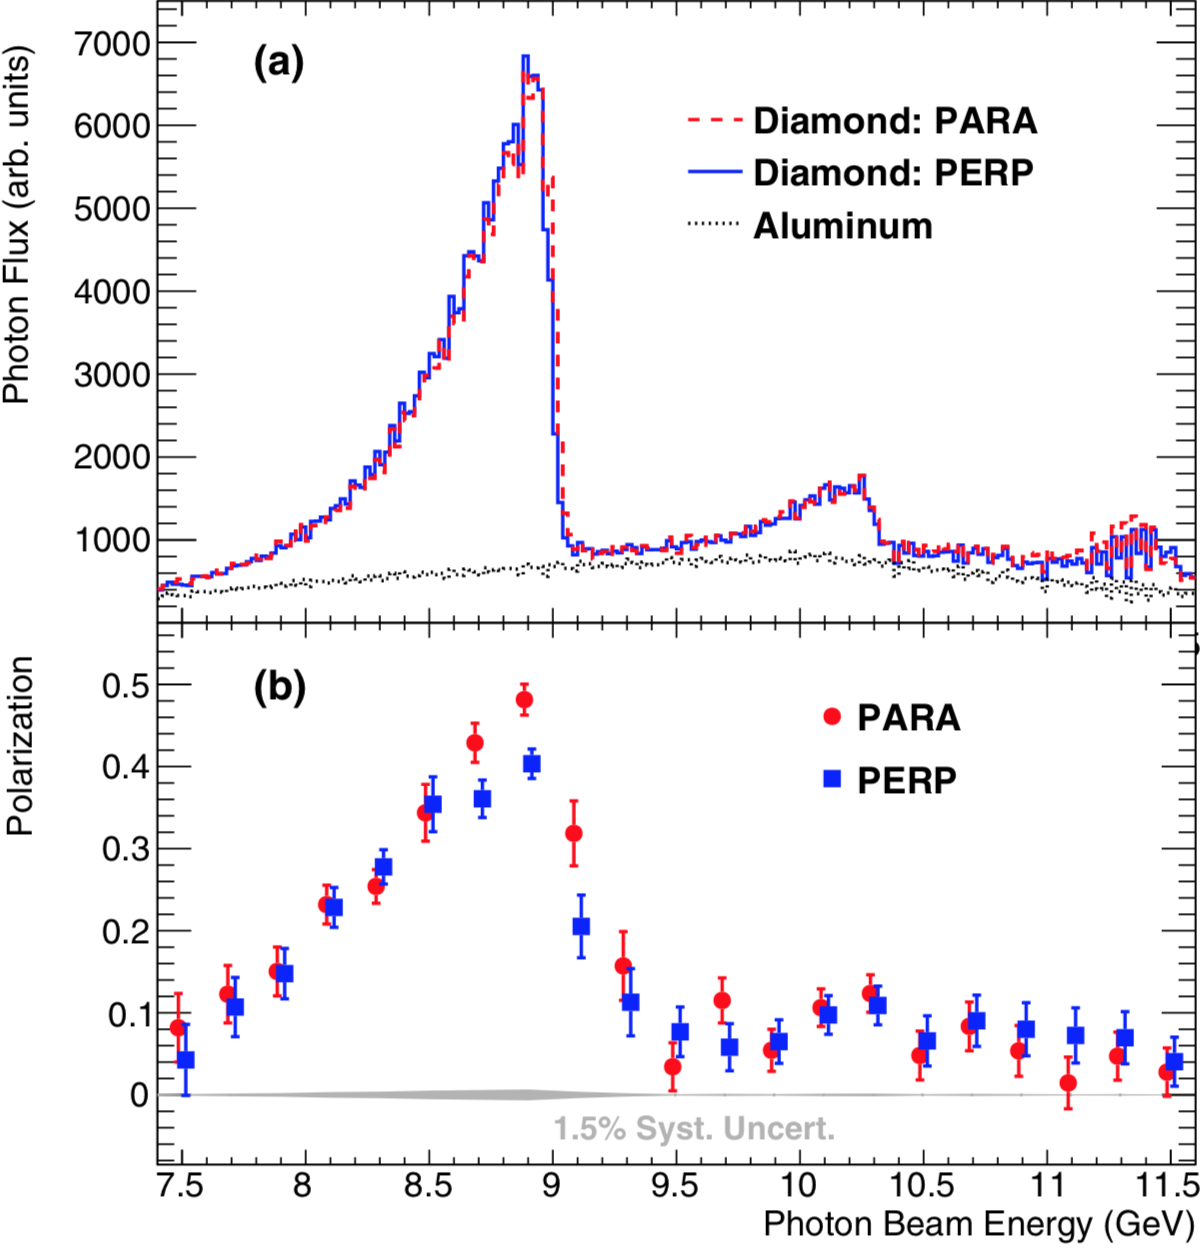 (a)
Photon Flux (arb. units)
7000
6000
5000
4000
3000
2000
1000
Diamond: PARA
Diamond: PERP
Aluminum
(b)
Polarization
0.5
0.4
0.3
0.2
0.1
0
PARA
PERP
1.5% Syst. Uncert.
7.5 8 8.5 9 9.5 10 10.5 11 11.5
Photon Beam Energy (GeV)